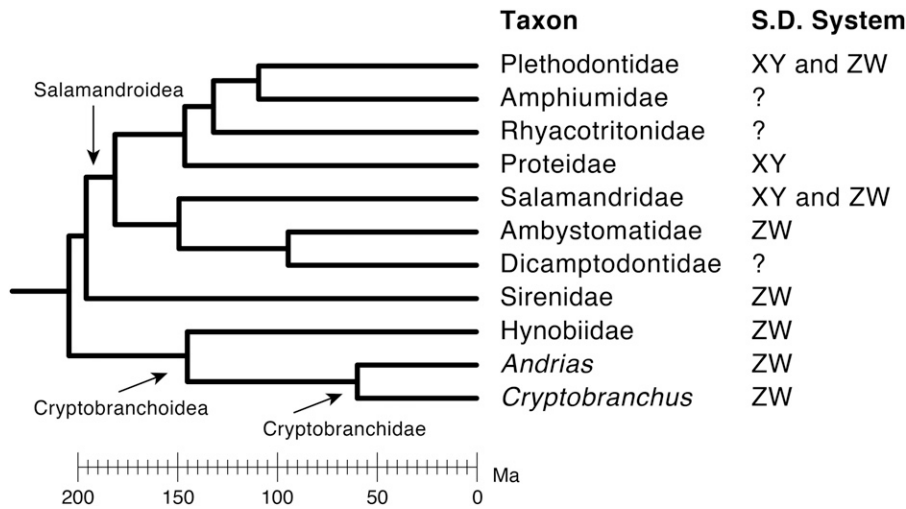 Taxon S.D. System
Plethodontidae XY and ZW
Salamandroidea
Amphiumidae ?
Rhyacotritonidae ?
Proteidae XY
Salamandridae XY and ZW
Ambystomatidae ZW
Dicamptodontidae ?
Sirenidae ZW
Hynobiidae ZW
Andrias ZW
Cryptobranchus ZW
Cryptobranchoidea
Cryptobranchidae
Ma
200 150 100 50 0